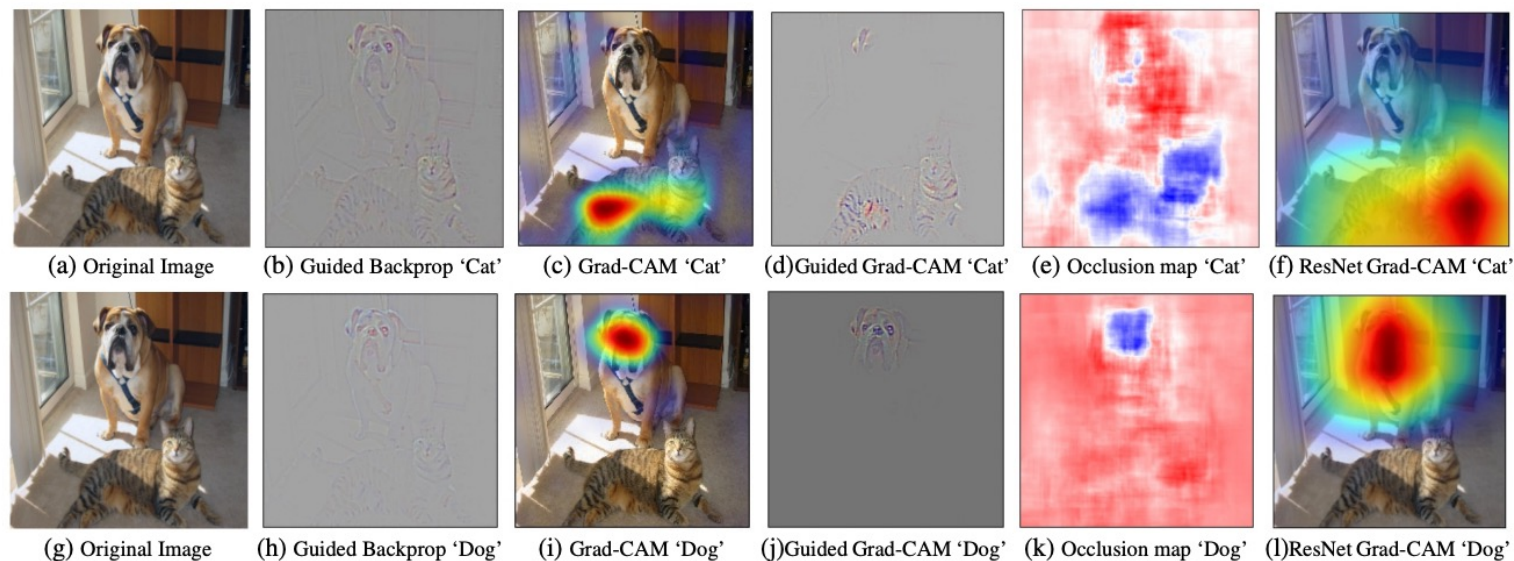 (a) Original Image (b) Guided Backprop ‘Cat’ (c) Grad-CAM ‘Cat’ (d)Guided Grad-CAM ‘Cat’ (e) Occlusion map ‘Cat’ (f) ResNet Grad-CAM ‘Cat’
(g) Original Image (h) Guided Backprop ‘Dog’ (i) Grad-CAM ‘Dog’ (j)Guided Grad-CAM ‘Dog’ (k) Occlusion map ‘Dog’ (l)ResNet Grad-CAM ‘Dog’